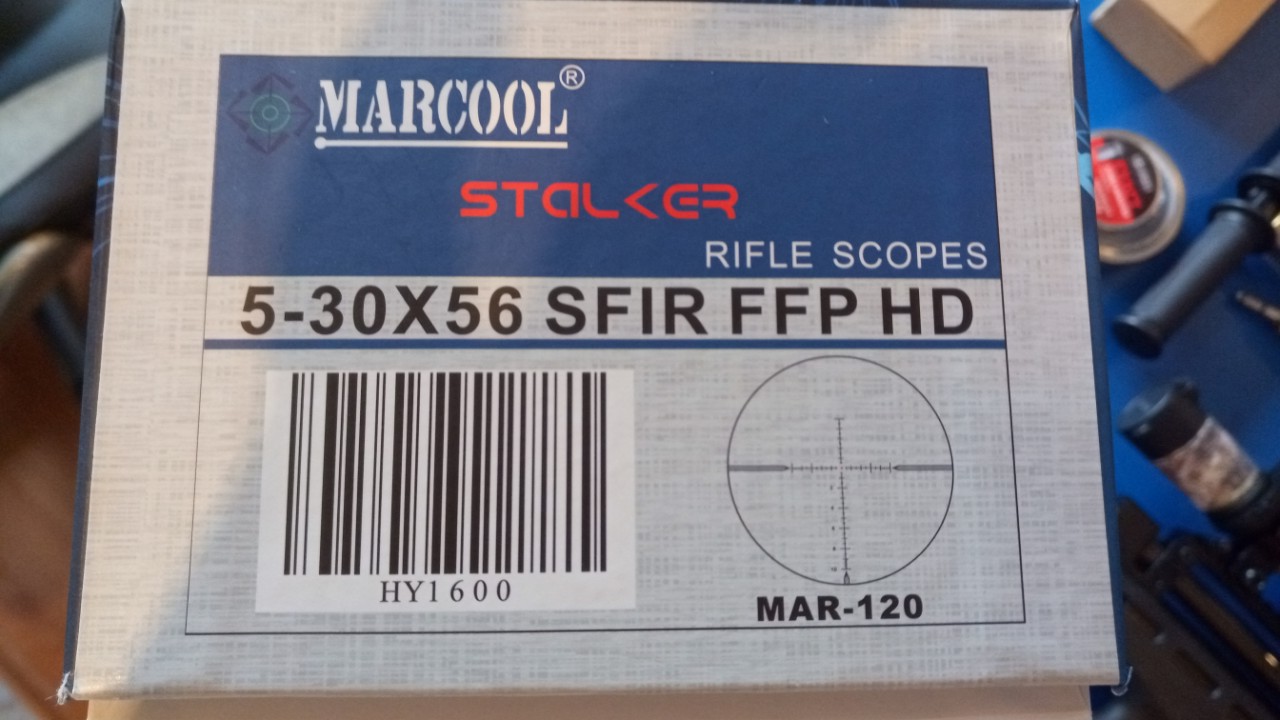 MARCOOL®
STALKER
RIFLE SCOPES
5-30X56 SFIR FFP HD
HY1600
MAR-120